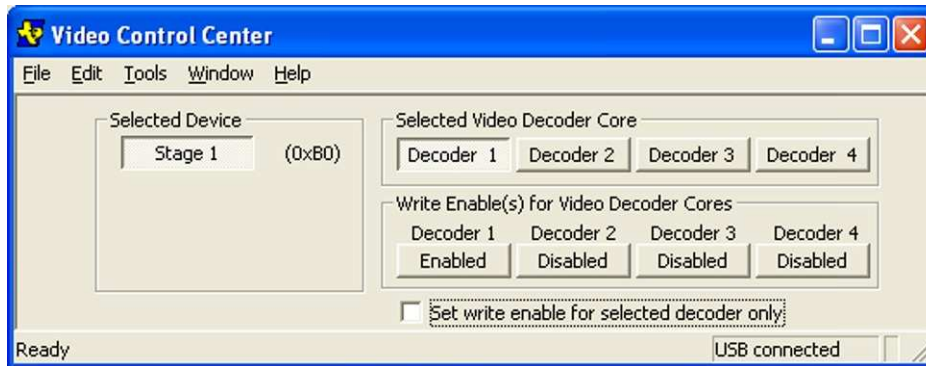 Video Control Center
File Edit Tools Window Help
Selected Device
Stage 1 (0xB0)
Selected Video Decoder Core
Decoder 1 Decoder 2 Decoder 3 Decoder 4
Write Enable(s) for Video Decoder Cores
Decoder 1 Decoder 2 Decoder 3 Decoder 4
Enabled Disabled Disabled Disabled
Set write enable for selected decoder only
Ready USB connected